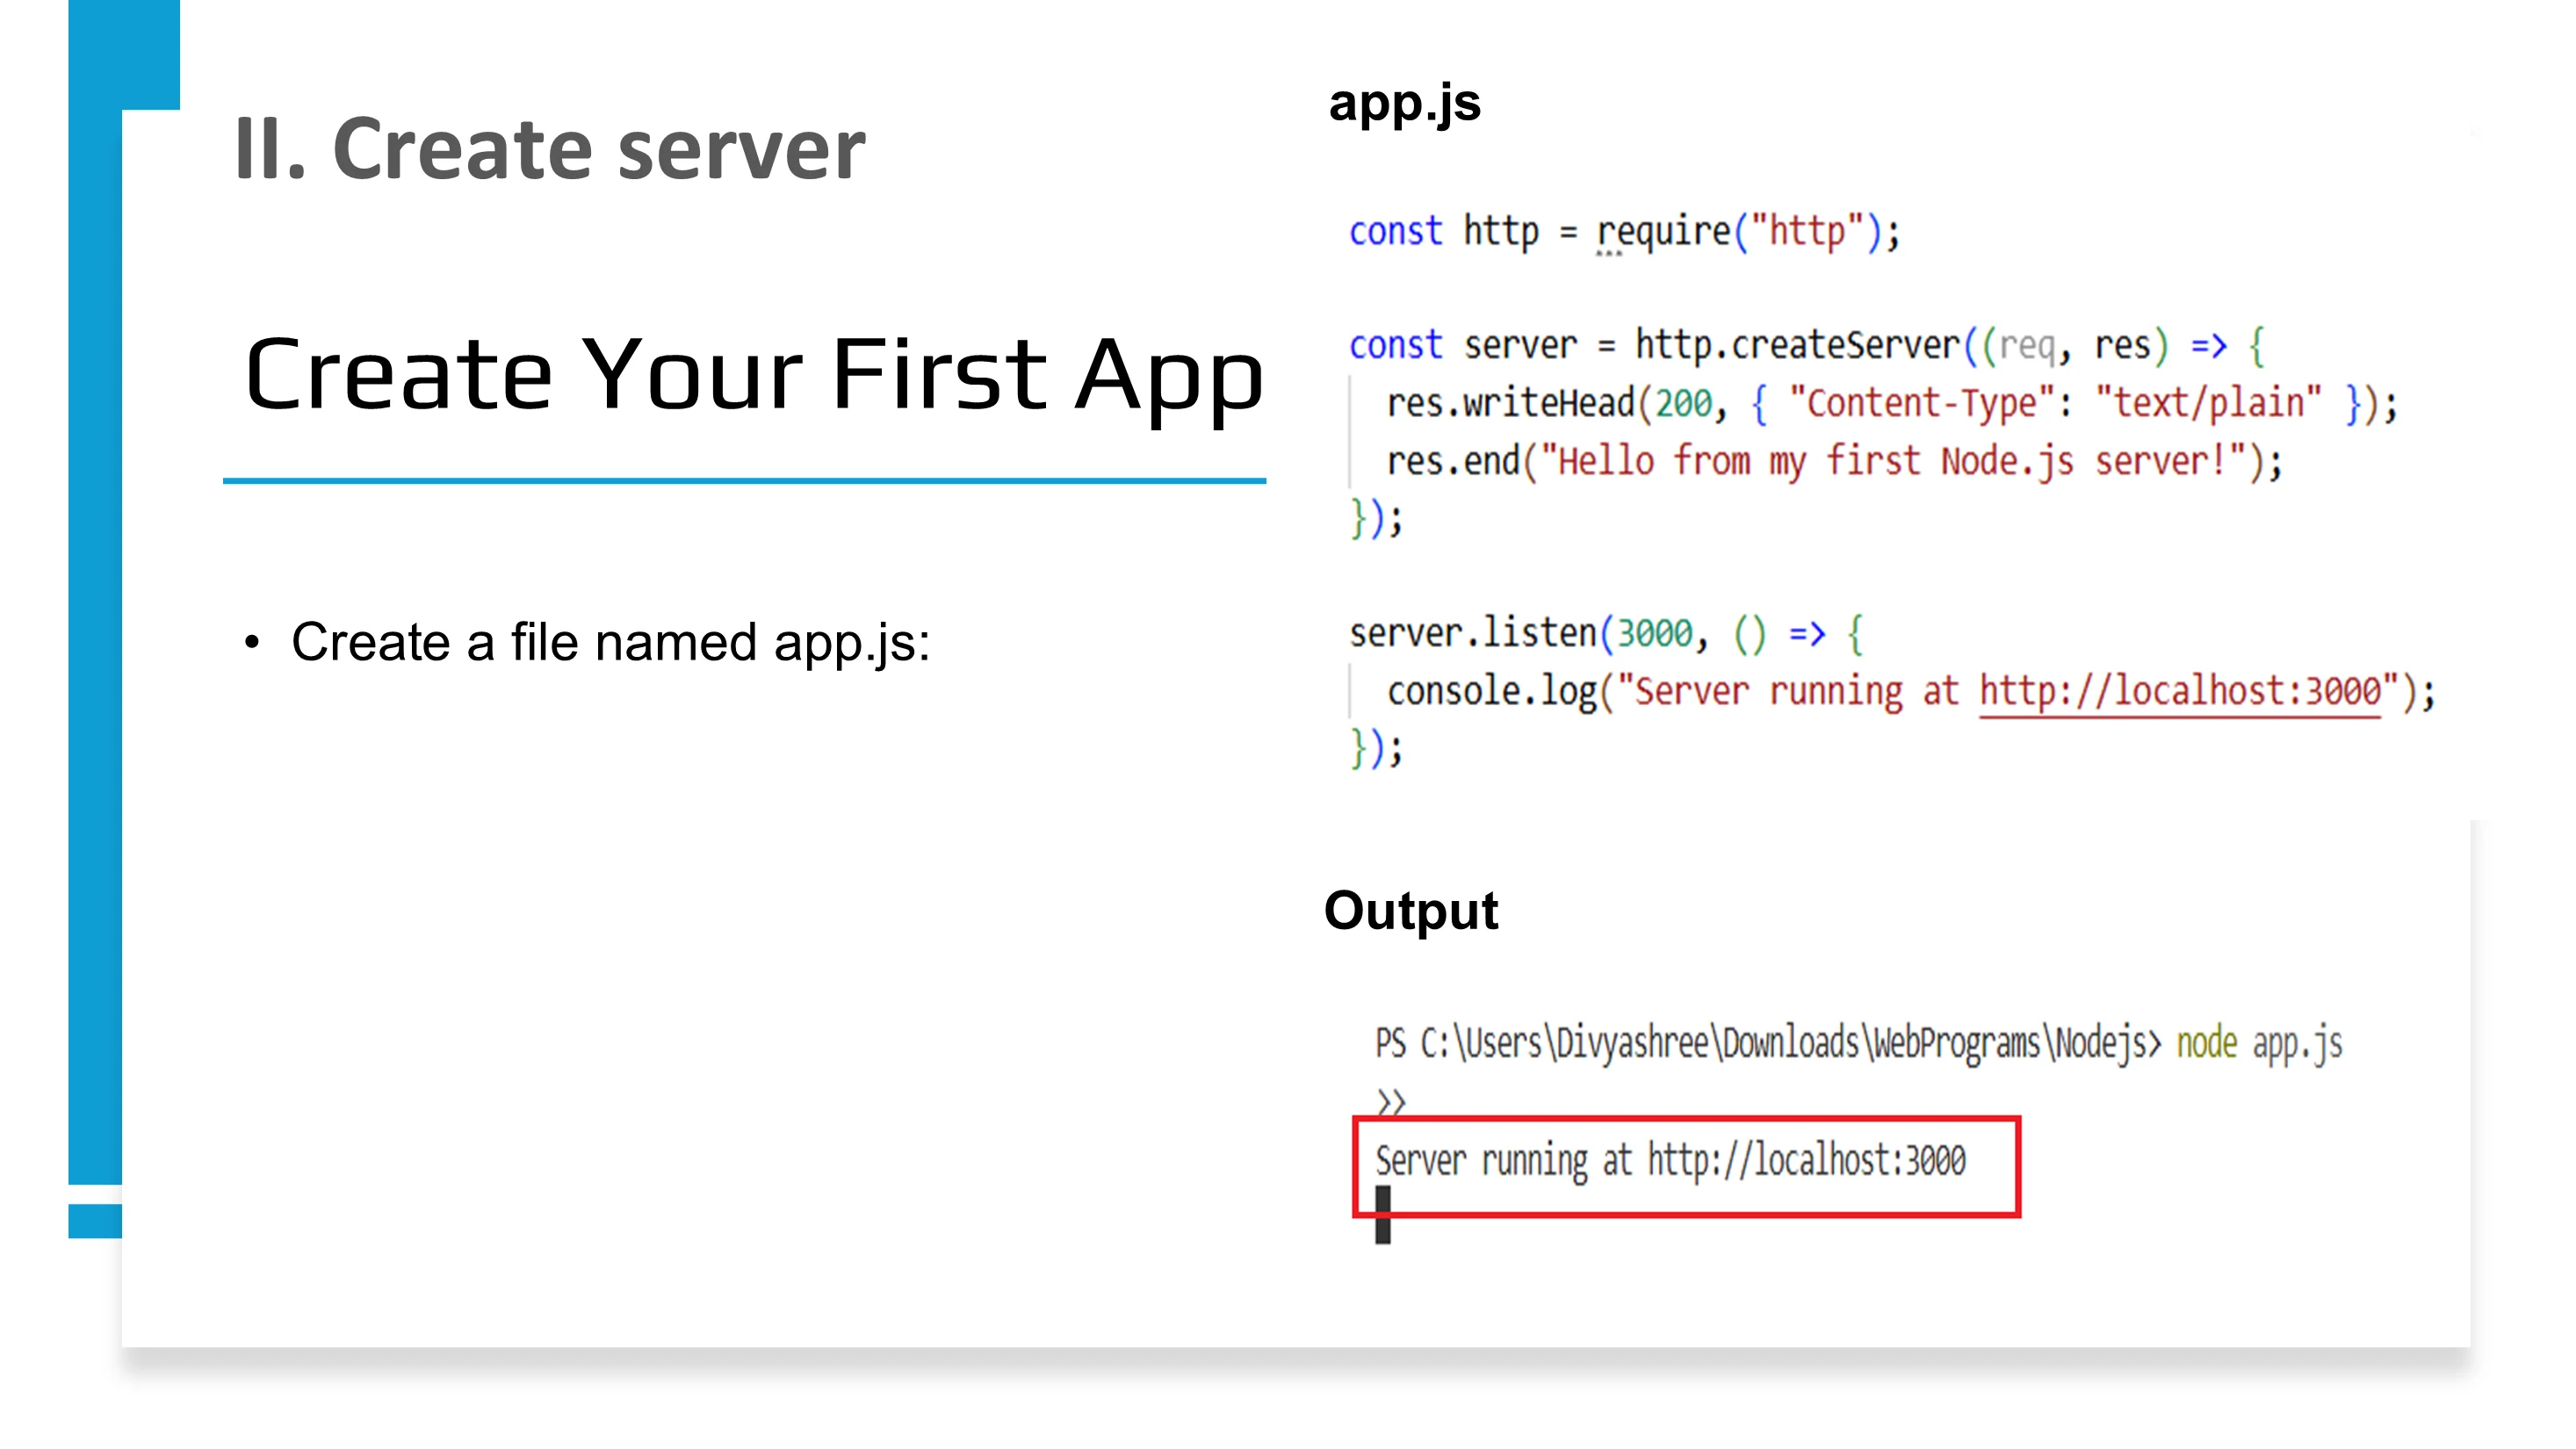 II. Create server
Create Your First App
• Create a file named app.js:
app.js
const http = require("http");
const server = http.createServer((req, res) => {
res.writeHead(200, { "Content-Type": "text/plain" });
res.end("Hello from my first Node.js server!");
});
server.listen(3000, () => {
console.log("Server running at http://localhost:3000");
});
Output
PS C:\Users\Divyashree\Downloads\WebPrograms\Nodejs> node app.js
>>
Server running at http://localhost:3000